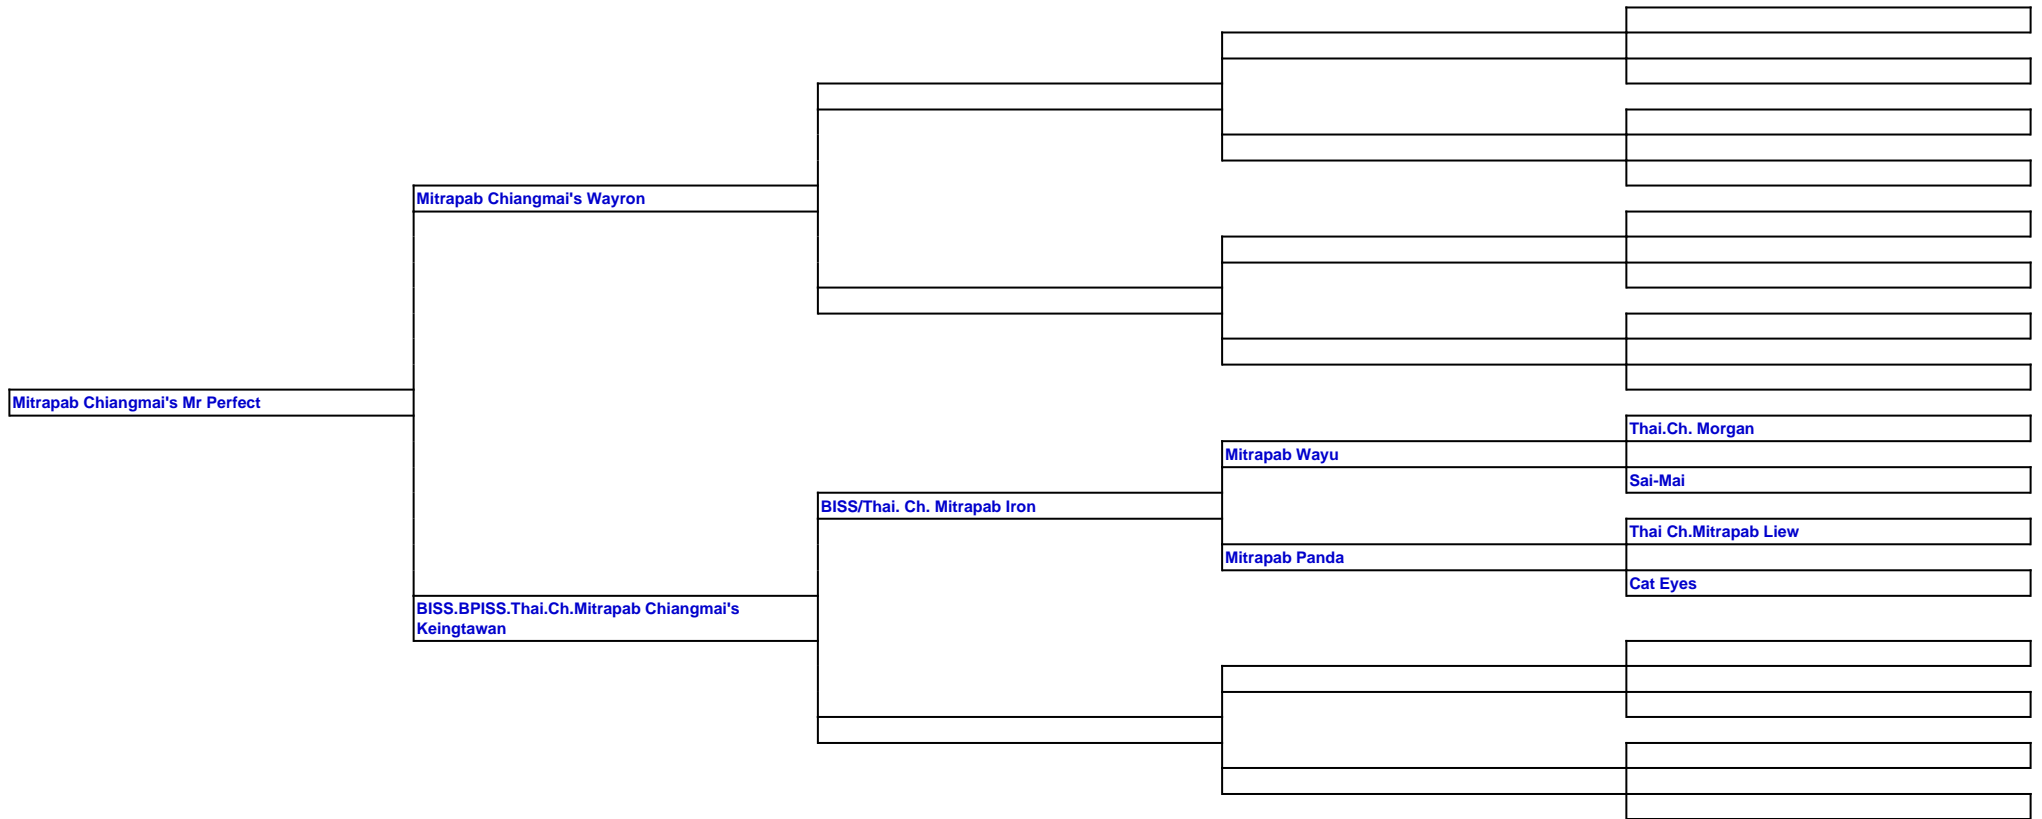 Mitrapab Chiangmai's Wayron
Mitrapab Chiangmai's Mr Perfect
Thai.Ch. Morgan
Mitrapab Wayu
Sai-Mai
BISS/Thai. Ch. Mitrapab Iron
Thai Ch.Mitrapab Liew
Mitrapab Panda
Cat Eyes
BISS.BPISS.Thai.Ch.Mitrapab Chiangmai's
Keingtawan